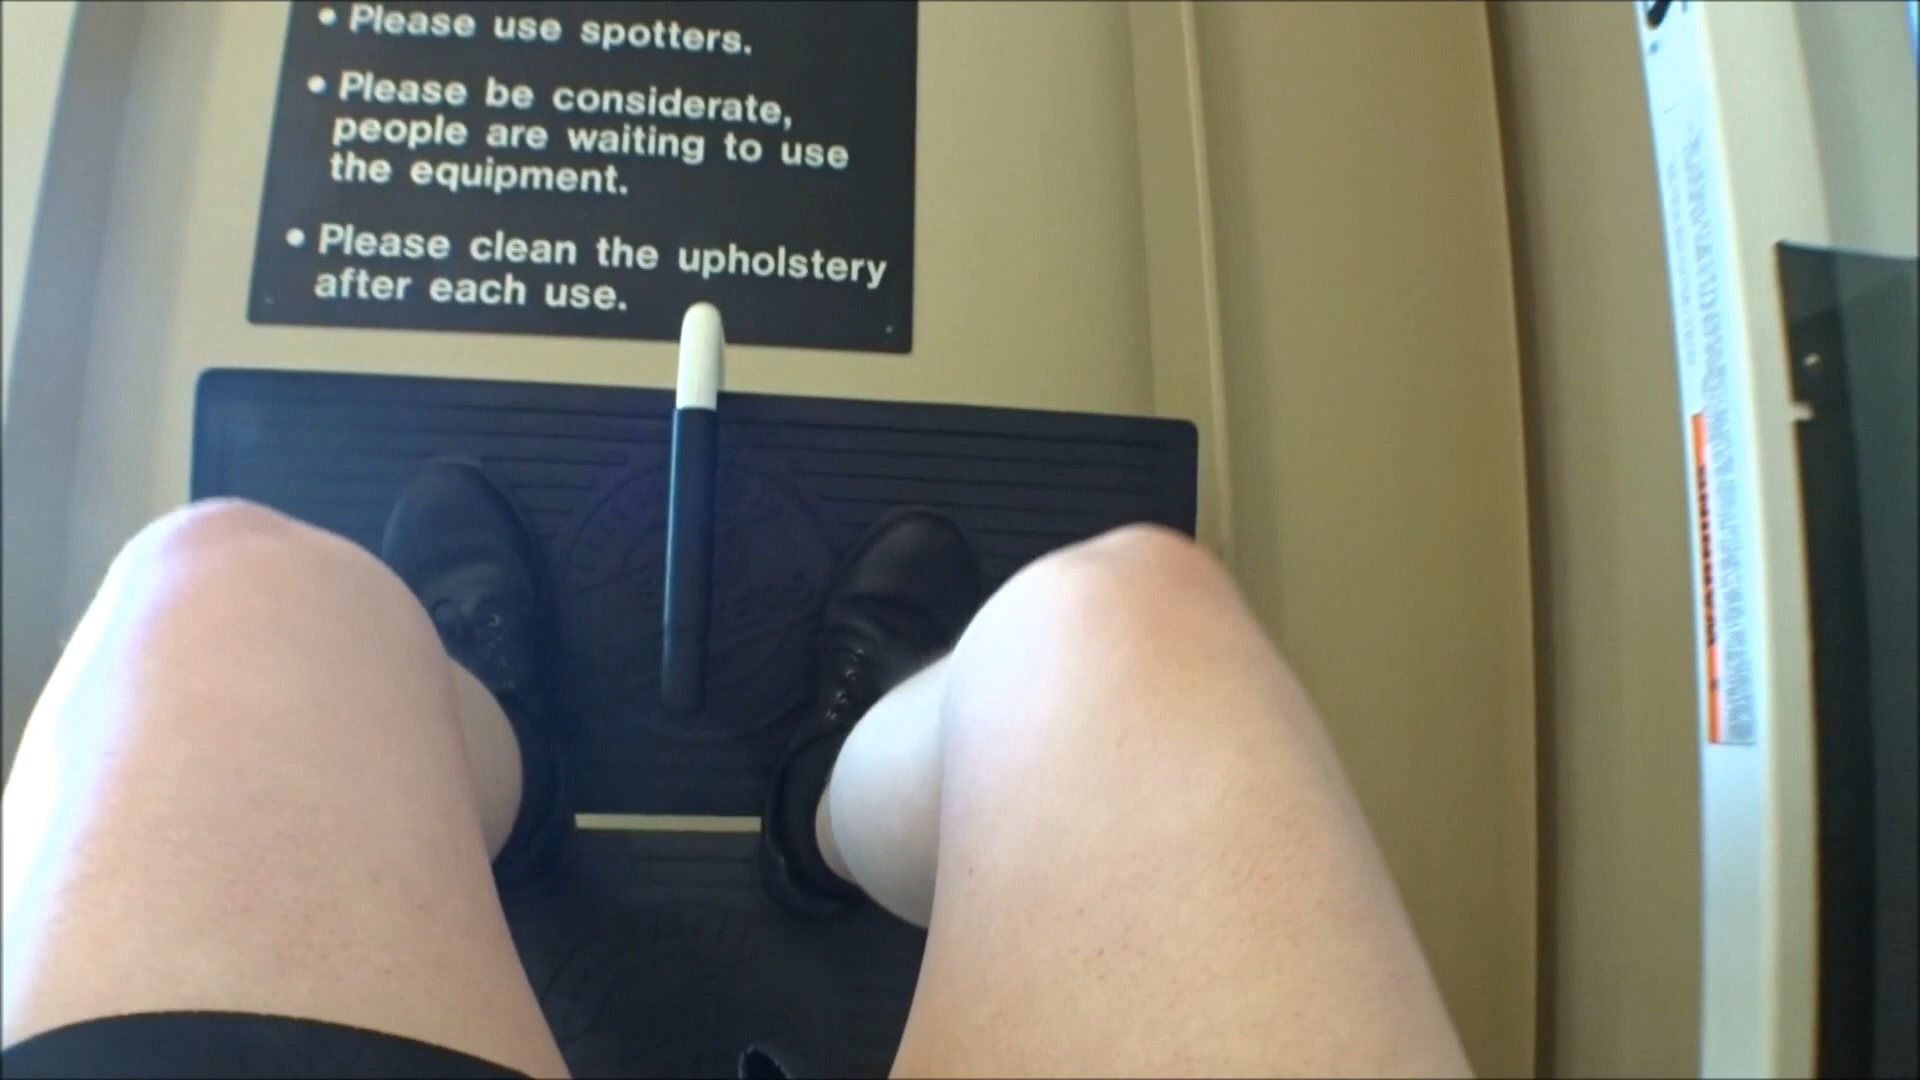 • Please use spotters.
• Please be considerate,
people are waiting to use
the equipment.
• Please clean the upholstery
after each use.